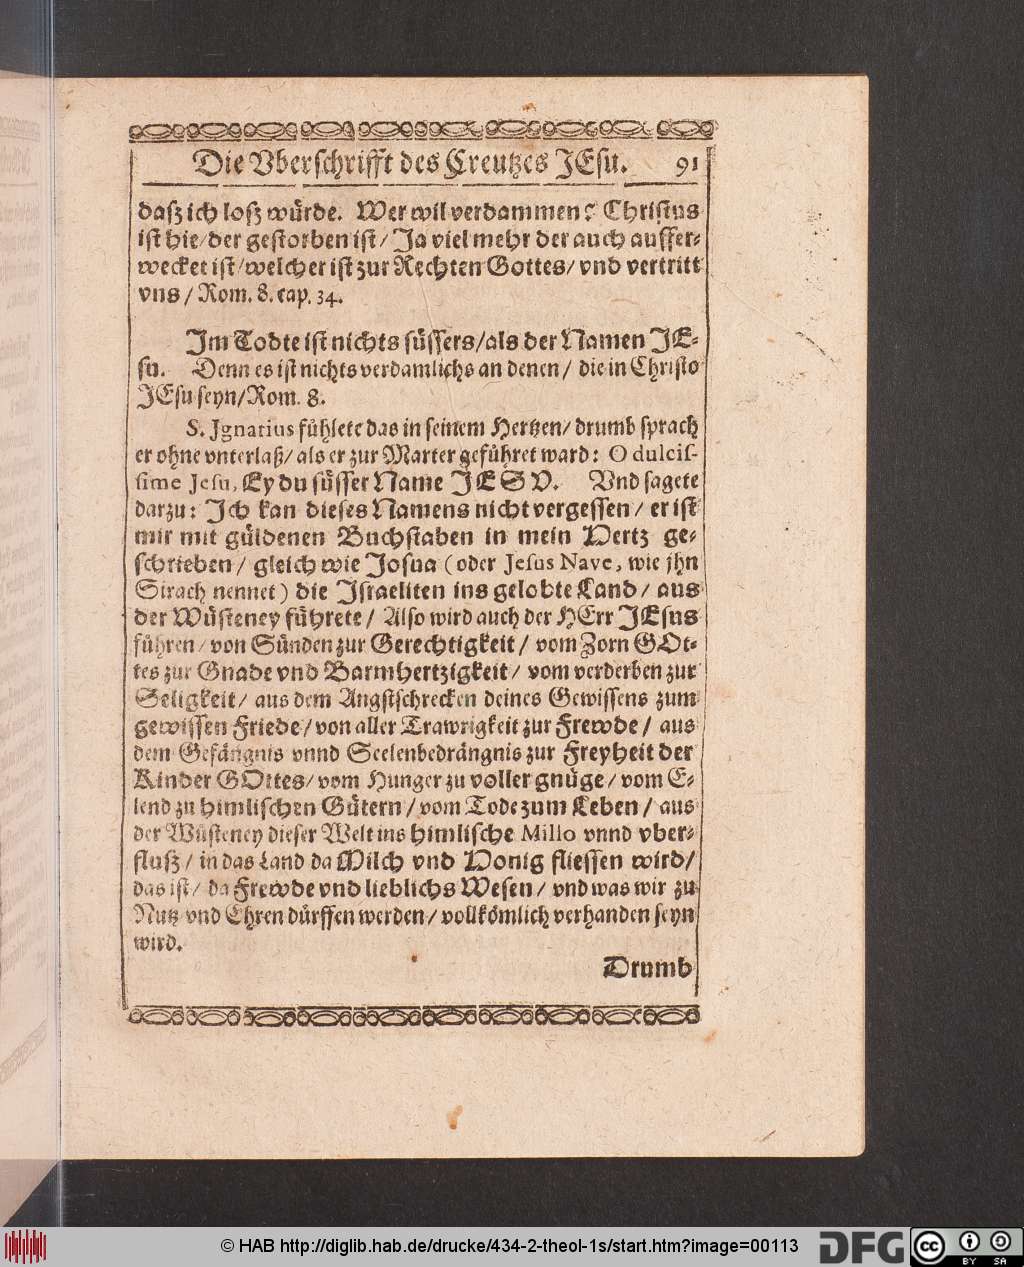 Die Vberschrifft des Creutzes JEsu. 91
daß ich loß würde. Wer wil verdammen? Christus
ist hie/der gestorben ist/ Ja viel mehr der auch auffer-
wecket ist/welcher ist zur Rechten Gottes/ vnd vertritt
vns / Rom. 8. cap. 34.
Im Todte ist nichts süssers/als der Namen JE-
su. Denn es ist nichts verdamlichs an denen / die in Christo
JEsu seyn/Rom. 8.
S. Jgnatius fühlete das in seinem Hertzen/ drumb sprach
er ohne vnterlaß/ als er zur Marter geführet ward: O dulcis-
sime Jesu, Ey du süsser Name JESV. Vnd sagete
darzu: Jch kan dieses Namens nicht vergessen / er ist
mir mit güldenen Buchstaben in mein Hertz ge-
schrieben / gleich wie Josua (oder Jesus Nave, wie jhn
Sirach nennet) die Israeliten ins gelobte Land / aus
der Wüsteney führete / Also wird auch der HErr JEsus
führen/ von Sünden zur Gerechtigkeit / vom Zorn GOt-
tes zur Gnade vnd Barmhertzigkeit/ vom verderben zur
Seligkeit/ aus dem Angstschrecken deines Gewissens zum
gewissen Friede/von aller Trawrigkeit zur Frewde / aus
dem Gefängnis vnnd Seelenbedrängnis zur Freyheit der
Kinder GOttes/ vom Hunger zu voller gnüge / vom E-
lend zu himlischen Gütern / vom Tode zum Leben / aus
der Wüsteney dieser Welt ins himlische Millo vnnd vber-
fluß / in das Land da Milch vnd Honig fliessen wird/
das ist/ da Frewde vnd lieblichs Wesen / vnd was wir zu
Nutz vnd Ehren dürffen werden/ vollkömlich verhanden seyn
wird.
Drumb
© HAB http://diglib.hab.de/drucke/434-2-theol-1s/start.htm?image=00113 DFG cc BY SA